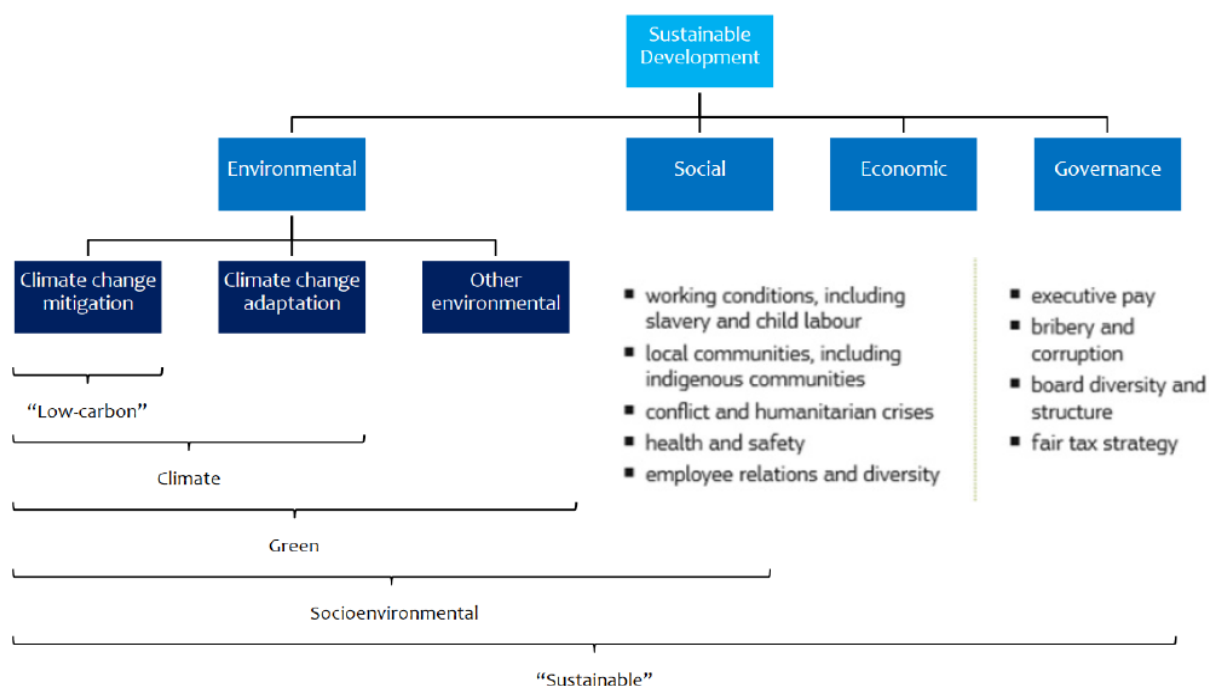 Sustainable
Development
Environmental
Social
Economic
Governance
Climate change
mitigation
Climate change
adaptation
Other
environmental
▪ working conditions, including
slavery and child labour
▪ local communities, including
indigenous communities
▪ conflict and humanitarian crises
▪ health and safety
▪ employee relations and diversity
▪ executive pay
▪ bribery and
corruption
▪ board diversity and
structure
▪ fair tax strategy
“Low-carbon”
Climate
Green
Socioenvironmental
“Sustainable”